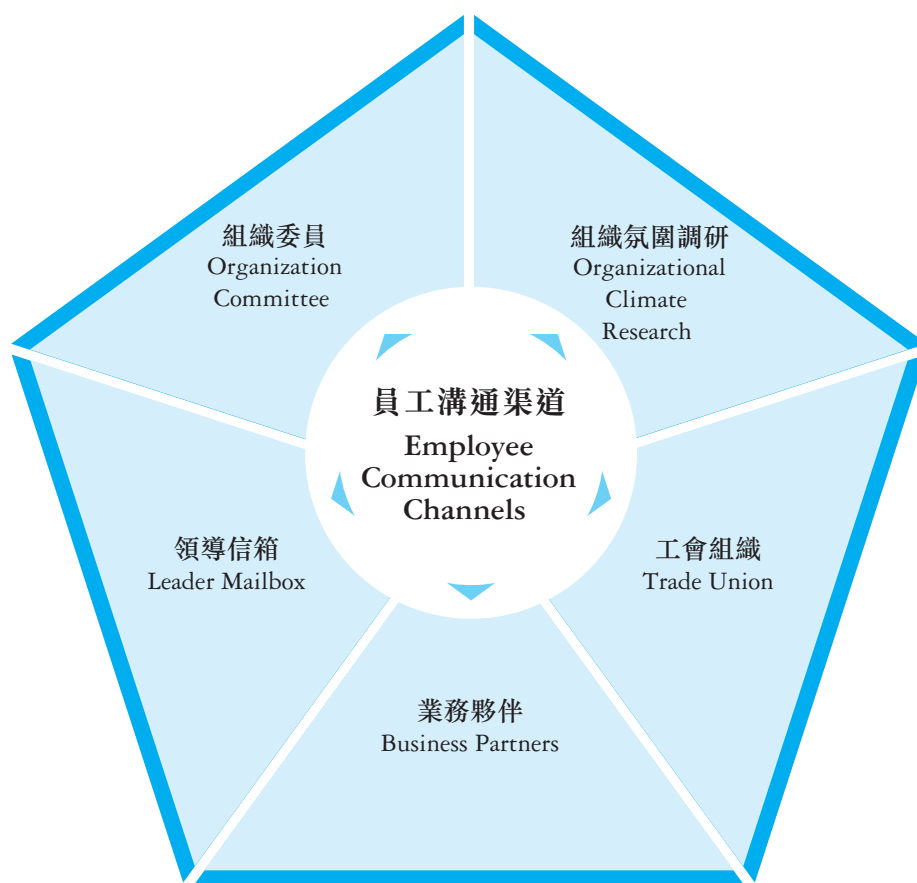 組織委員
Organization
Committee
組織氛圍調研
Organizational
Climate
Research
員工溝通渠道
Employee
Communication
Channels
領導信箱
Leader Mailbox
工會組織
Trade Union
業務夥伴
Business Partners